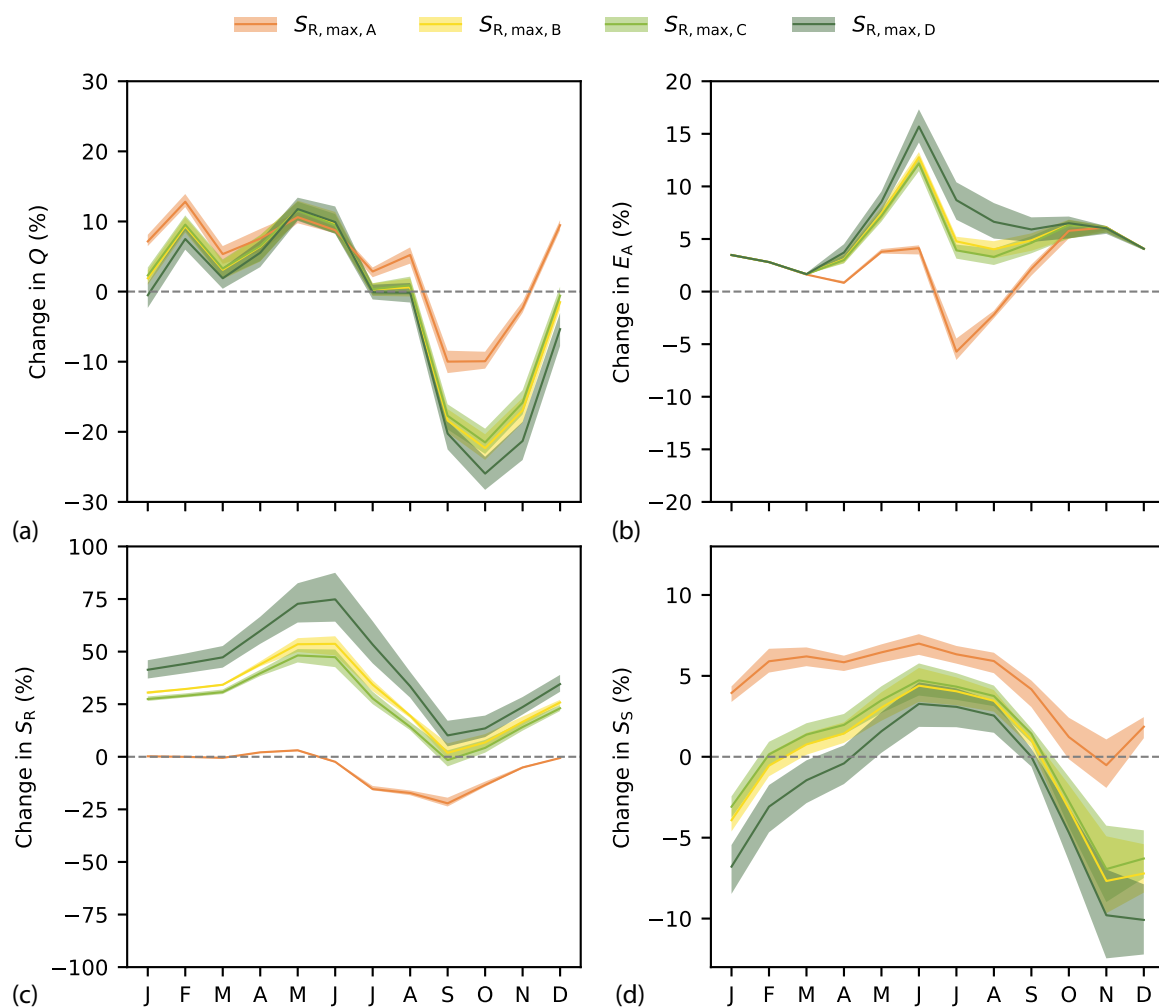 S_R,max,A S_R,max,B S_R,max,C S_R,max,D
Change in Q (%)
30
20
10
0
−10
−20
−30
(a)
Change in E_A (%)
20
15
10
5
0
−5
−10
−15
−20
(b)
Change in S_R (%)
100
75
50
25
0
−25
−50
−75
−100
J F M A M J J A S O N D
(c)
Change in S_S (%)
10
5
0
−5
−10
J F M A M J J A S O N D
(d)